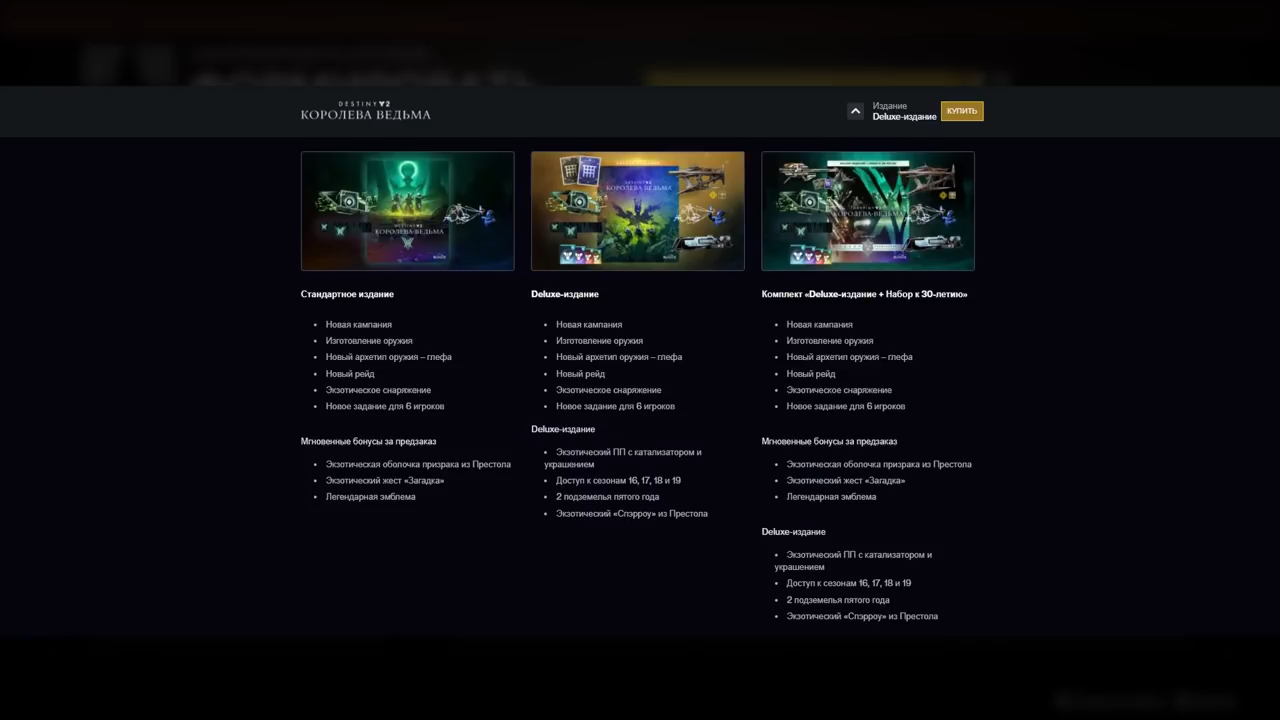 DESTINY 2
КОРОЛЕВА ВЕДЬМА
Издание
Deluxe-издание
КУПИТЬ
КОРОЛЕВА ВЕДЬМА
КОРОЛЕВА ВЕДЬМА
КОРОЛЕВА ВЕДЬМА
Стандартное издание
Новая кампания
Изготовление оружия
Новый архетип оружия – глефа
Новый рейд
Экзотическое снаряжение
Новое задание для 6 игроков
Мгновенные бонусы за предзаказ
Экзотическая оболочка призрака из Престола
Экзотический жест «Загадка»
Легендарная эмблема
Deluxe-издание
Новая кампания
Изготовление оружия
Новый архетип оружия – глефа
Новый рейд
Экзотическое снаряжение
Новое задание для 6 игроков
Deluxe-издание
Экзотический ПП с катализатором и
украшением
Доступ к сезонам 16, 17, 18 и 19
2 подземелья пятого года
Экзотический «Спэрроу» из Престола
Комплект «Deluxe-издание + Набор к 30-летию»
Новая кампания
Изготовление оружия
Новый архетип оружия – глефа
Новый рейд
Экзотическое снаряжение
Новое задание для 6 игроков
Мгновенные бонусы за предзаказ
Экзотическая оболочка призрака из Престола
Экзотический жест «Загадка»
Легендарная эмблема
Deluxe-издание
Экзотический ПП с катализатором и
украшением
Доступ к сезонам 16, 17, 18 и 19
2 подземелья пятого года
Экзотический «Спэрроу» из Престола